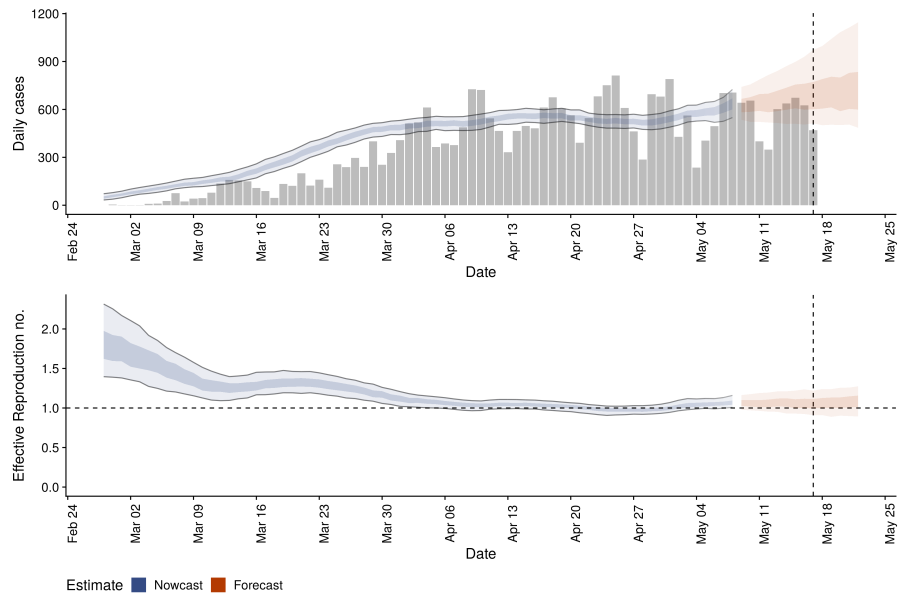 Daily cases
1200
900
600
300
0
Feb 24
Mar 02
Mar 09
Mar 16
Mar 23
Mar 30
Apr 06
Apr 13
Apr 20
Apr 27
May 04
May 11
May 18
May 25
Date
Effective Reproduction no.
2.0
1.5
1.0
0.5
0.0
Feb 24
Mar 02
Mar 09
Mar 16
Mar 23
Mar 30
Apr 06
Apr 13
Apr 20
Apr 27
May 04
May 11
May 18
May 25
Date
Estimate Nowcast Forecast